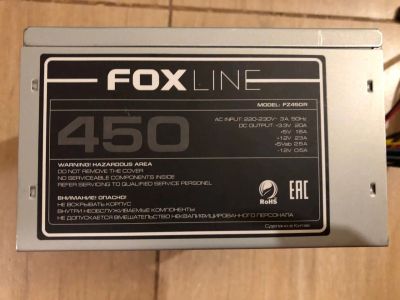 FOXLINE
MODEL: FZ450R
450
AC INPUT: 220-230V~ 3A, 50Hz
DC OUTPUT: +3.3V 20A
+5V 18A
+12V 23A
+5Vsb 2.5A
-12V 0.5A
WARNING! HAZARDOUS AREA
DO NOT REMOVE THE COVER
NO SERVICEABLE COMPONENTS INSIDE
REFER SERVICING TO QUALIFIED SERVICE PERSONEL
ВНИМАНИЕ! ОПАСНО!
НЕ ВСКРЫВАТЬ КОРПУС
ВНУТРИ НЕОБСЛУЖИВАЕМЫЕ КОМПОНЕНТЫ
НЕ ДОПУСКАЕТСЯ ВМЕШАТЕЛЬСТВО НЕКВАЛИФИЦИРОВАННОГО ПЕРСОНАЛА
RoHS
EAC
Сделано в Китае